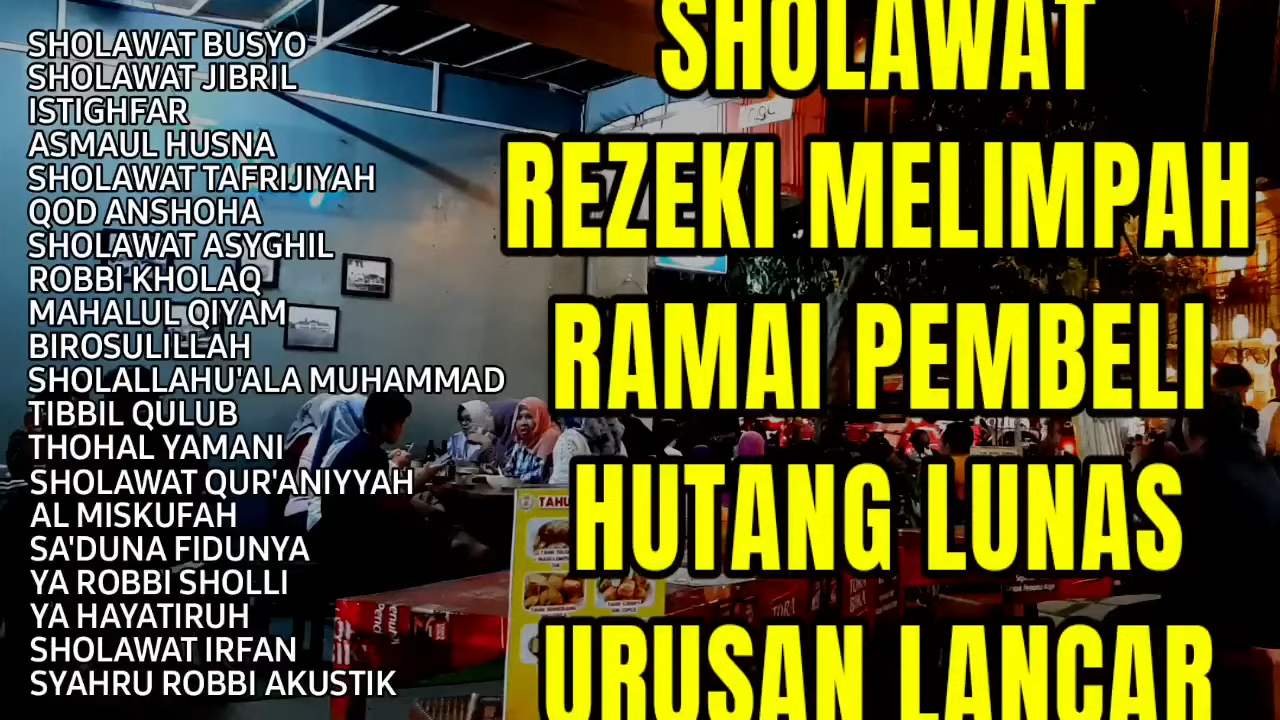 SHOLAWAT BUSYO
SHOLAWAT JIBRIL
ISTIGHFAR
ASMAUL HUSNA
SHOLAWAT TAFRIJIYAH
QOD ANSHOHA
SHOLAWAT ASYGHIL
ROBBI KHOLAQ
MAHALUL QIYAM
BIROSULILLAH
SHOLALLAHU'ALA MUHAMMAD
TIBBIL QULUB
THOHAL YAMANI
SHOLAWAT QUR'ANIYYAH
AL MISKUFAH
SA'DUNA FIDUNYA
YA ROBBI SHOLLI
YA HAYATIRUH
SHOLAWAT IRFAN
SYAHRU ROBBI AKUSTIK
SHOLAWAT
REZEKI MELIMPAH
RAMAI PEMBELI
HUTANG LUNAS
URUSAN LANCAR
TAHU